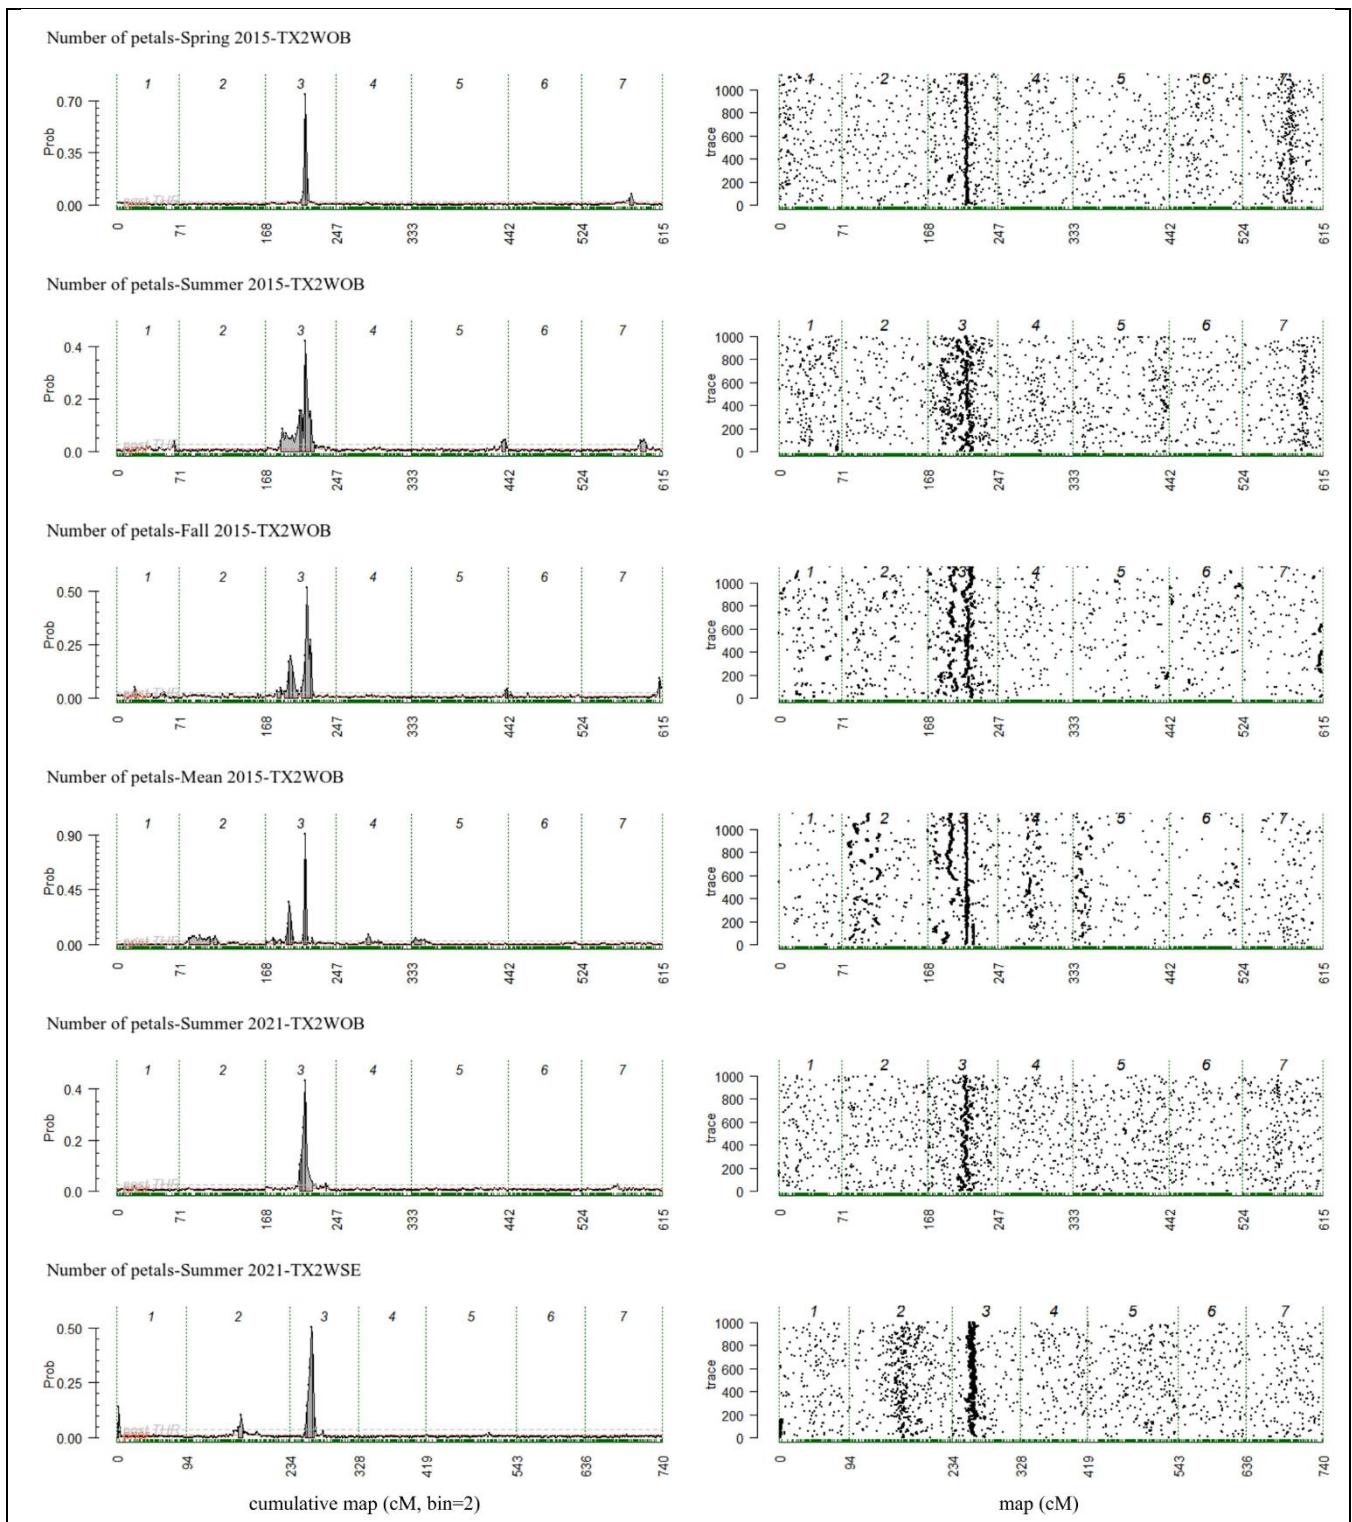 Number of petals-Spring 2015-TX2WOB
1 2 3 4 5 6 7
1 2 3 4 5 6 7
Prob
0.70
0.35
0.00
post THR
trace
1000
800
600
400
200
0
0 71 168 247 333 442 524 615
0 71 168 247 333 442 524 615
Number of petals-Summer 2015-TX2WOB
1 2 3 4 5 6 7
1 2 3 4 5 6 7
Prob
0.4
0.2
0.0
post THR
trace
1000
800
600
400
200
0
0 71 168 247 333 442 524 615
0 71 168 247 333 442 524 615
Number of petals-Fall 2015-TX2WOB
1 2 3 4 5 6 7
1 2 3 4 5 6 7
Prob
0.50
0.25
0.00
post THR
trace
1000
800
600
400
200
0
0 71 168 247 333 442 524 615
0 71 168 247 333 442 524 615
Number of petals-Mean 2015-TX2WOB
1 2 3 4 5 6 7
1 2 3 4 5 6 7
Prob
0.90
0.45
0.00
post THR
trace
1000
800
600
400
200
0
0 71 168 247 333 442 524 615
0 71 168 247 333 442 524 615
Number of petals-Summer 2021-TX2WOB
1 2 3 4 5 6 7
1 2 3 4 5 6 7
Prob
0.4
0.2
0.0
post THR
trace
1000
800
600
400
200
0
0 71 168 247 333 442 524 615
0 71 168 247 333 442 524 615
Number of petals-Summer 2021-TX2WSE
1 2 3 4 5 6 7
1 2 3 4 5 6 7
Prob
0.50
0.25
0.00
post THR
trace
1000
800
600
400
200
0
0 94 234 328 419 543 636 740
0 94 234 328 419 543 636 740
cumulative map (cM, bin=2)
map (cM)